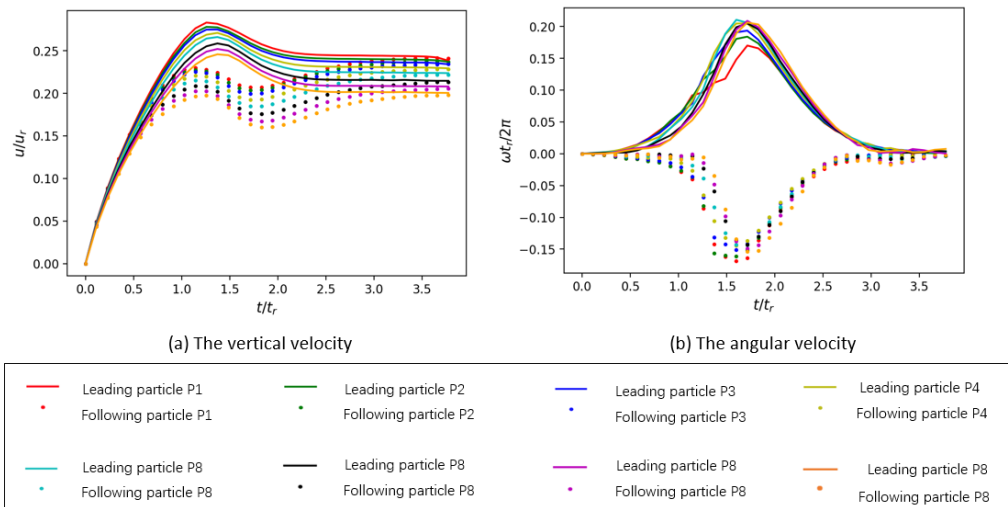 u/uᵣ
0.25
0.20
0.15
0.10
0.05
0.00
0.0 0.5 1.0 1.5 2.0 2.5 3.0 3.5
t/tᵣ
(a) The vertical velocity
ωtᵣ/2π
0.20
0.15
0.10
0.05
0.00
−0.05
−0.10
−0.15
0.0 0.5 1.0 1.5 2.0 2.5 3.0 3.5
t/tᵣ
(b) The angular velocity
Leading particle P1 Leading particle P2 Leading particle P3 Leading particle P4
Following particle P1 Following particle P2 Following particle P3 Following particle P4
Leading particle P8 Leading particle P8 Leading particle P8 Leading particle P8
Following particle P8 Following particle P8 Following particle P8 Following particle P8